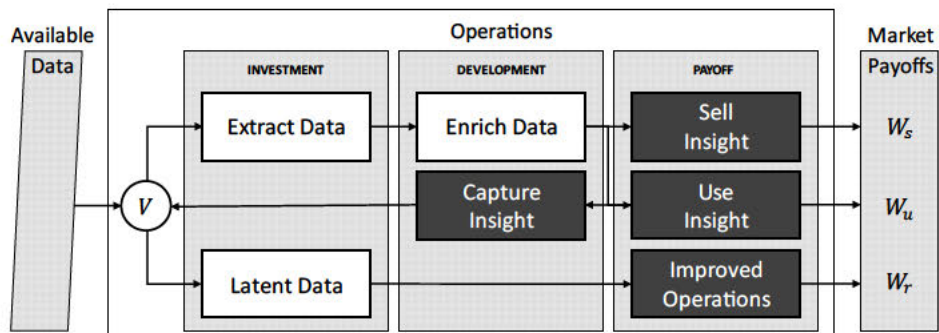 Available
Data
Operations
Market
Payoffs
INVESTMENT
DEVELOPMENT
PAYOFF
Extract Data
Enrich Data
Sell
Insight
W_s
V
Capture
Insight
Use
Insight
W_u
Latent Data
Improved
Operations
W_r